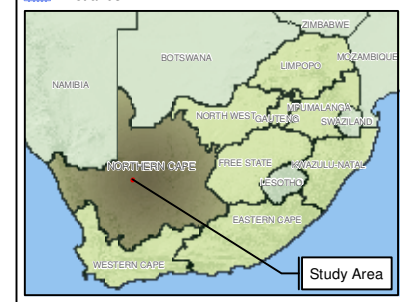 ZIMBABWE
BOTSWANA
MOZAMBIQUE
LIMPOPO
NAMIBIA
MPUMALANGA
NORTH WEST
GAUTENG
SWAZILAND
NORTHERN CAPE
FREE STATE
KWAZULU-NATAL
LESOTHO
EASTERN CAPE
WESTERN CAPE
Study Area